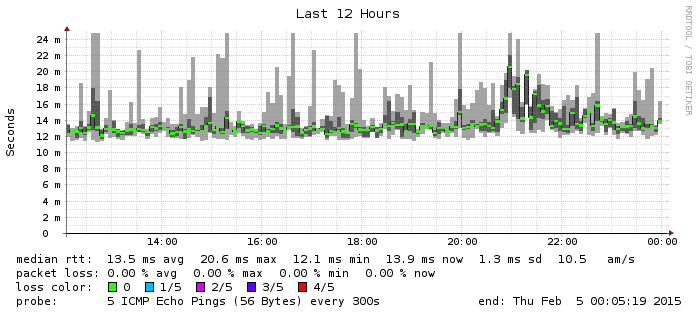 Last 12 Hours
RRDTOOL / TOBI OETIKER
Seconds
24 m
22 m
20 m
18 m
16 m
14 m
12 m
10 m
8 m
6 m
4 m
2 m
0
14:00 16:00 18:00 20:00 22:00 00:00
median rtt: 13.5 ms avg 20.6 ms max 12.1 ms min 13.9 ms now 1.3 ms sd 10.5 am/s
packet loss: 0.00 % avg 0.00 % max 0.00 % min 0.00 % now
loss color: 0 1/5 2/5 3/5 4/5
probe: 5 ICMP Echo Pings (56 Bytes) every 300s end: Thu Feb 5 00:05:19 2015